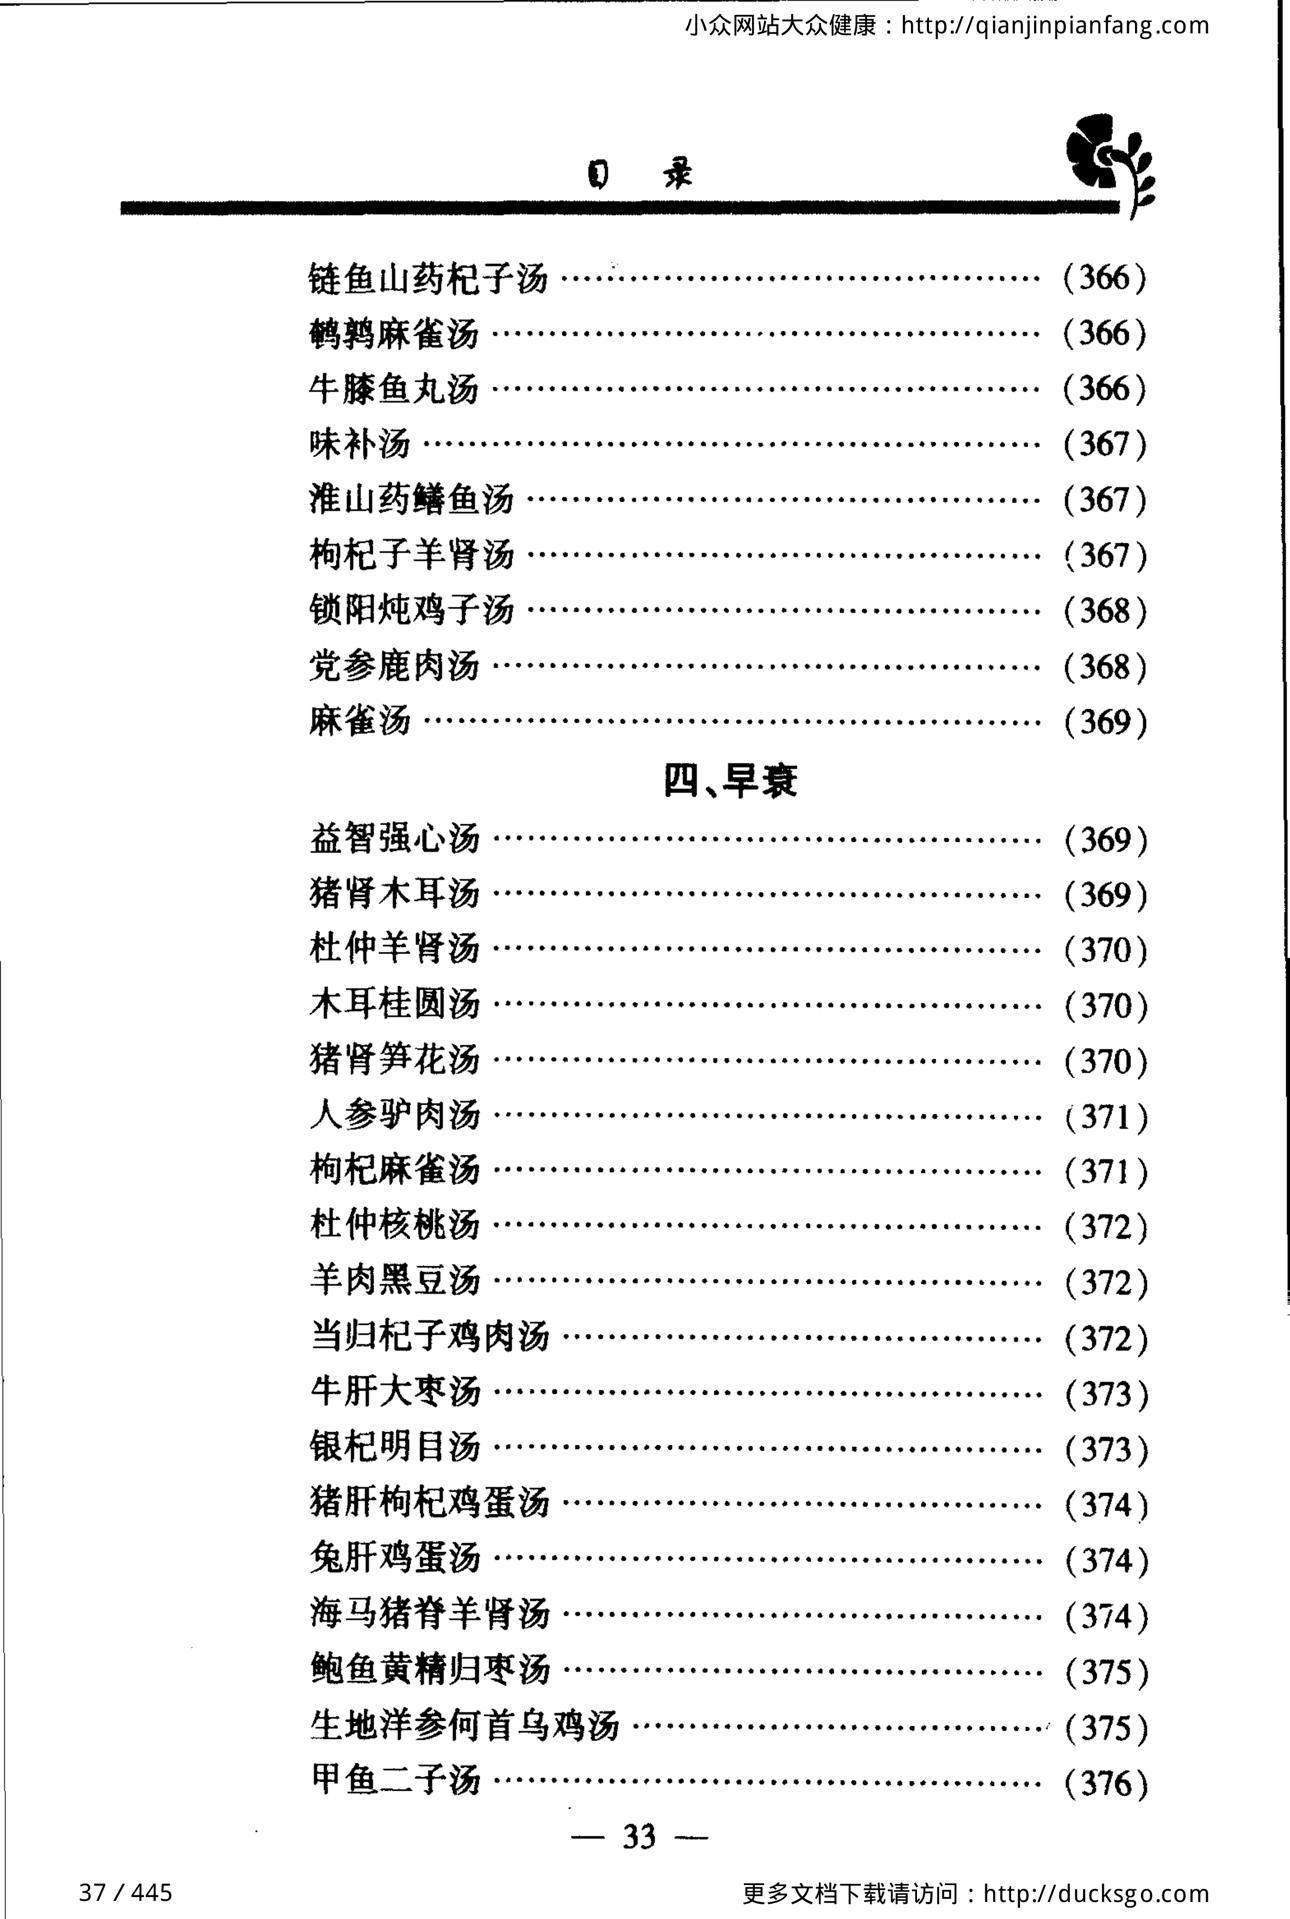 小众网站大众健康：http://qianjinpianfang.com
目 录
链鱼山药杞子汤 …………………………………… (366)
鹌鹑麻雀汤 …………………………………… (366)
牛膝鱼丸汤 …………………………………… (366)
味补汤 …………………………………… (367)
淮山药鳝鱼汤 …………………………………… (367)
枸杞子羊肾汤 …………………………………… (367)
锁阳炖鸡子汤 …………………………………… (368)
党参鹿肉汤 …………………………………… (368)
麻雀汤 …………………………………… (369)
四、早衰
益智强心汤 …………………………………… (369)
猪肾木耳汤 …………………………………… (369)
杜仲羊肾汤 …………………………………… (370)
木耳桂圆汤 …………………………………… (370)
猪肾笋花汤 …………………………………… (370)
人参驴肉汤 …………………………………… (371)
枸杞麻雀汤 …………………………………… (371)
杜仲核桃汤 …………………………………… (372)
羊肉黑豆汤 …………………………………… (372)
当归杞子鸡肉汤 …………………………………… (372)
牛肝大枣汤 …………………………………… (373)
银杞明目汤 …………………………………… (373)
猪肝枸杞鸡蛋汤 …………………………………… (374)
兔肝鸡蛋汤 …………………………………… (374)
海马猪脊羊肾汤 …………………………………… (374)
鲍鱼黄精归枣汤 …………………………………… (375)
生地洋参何首乌鸡汤 …………………………………… (375)
甲鱼二子汤 …………………………………… (376)
— 33 —
37 / 445
更多文档下载请访问：http://ducksgo.com